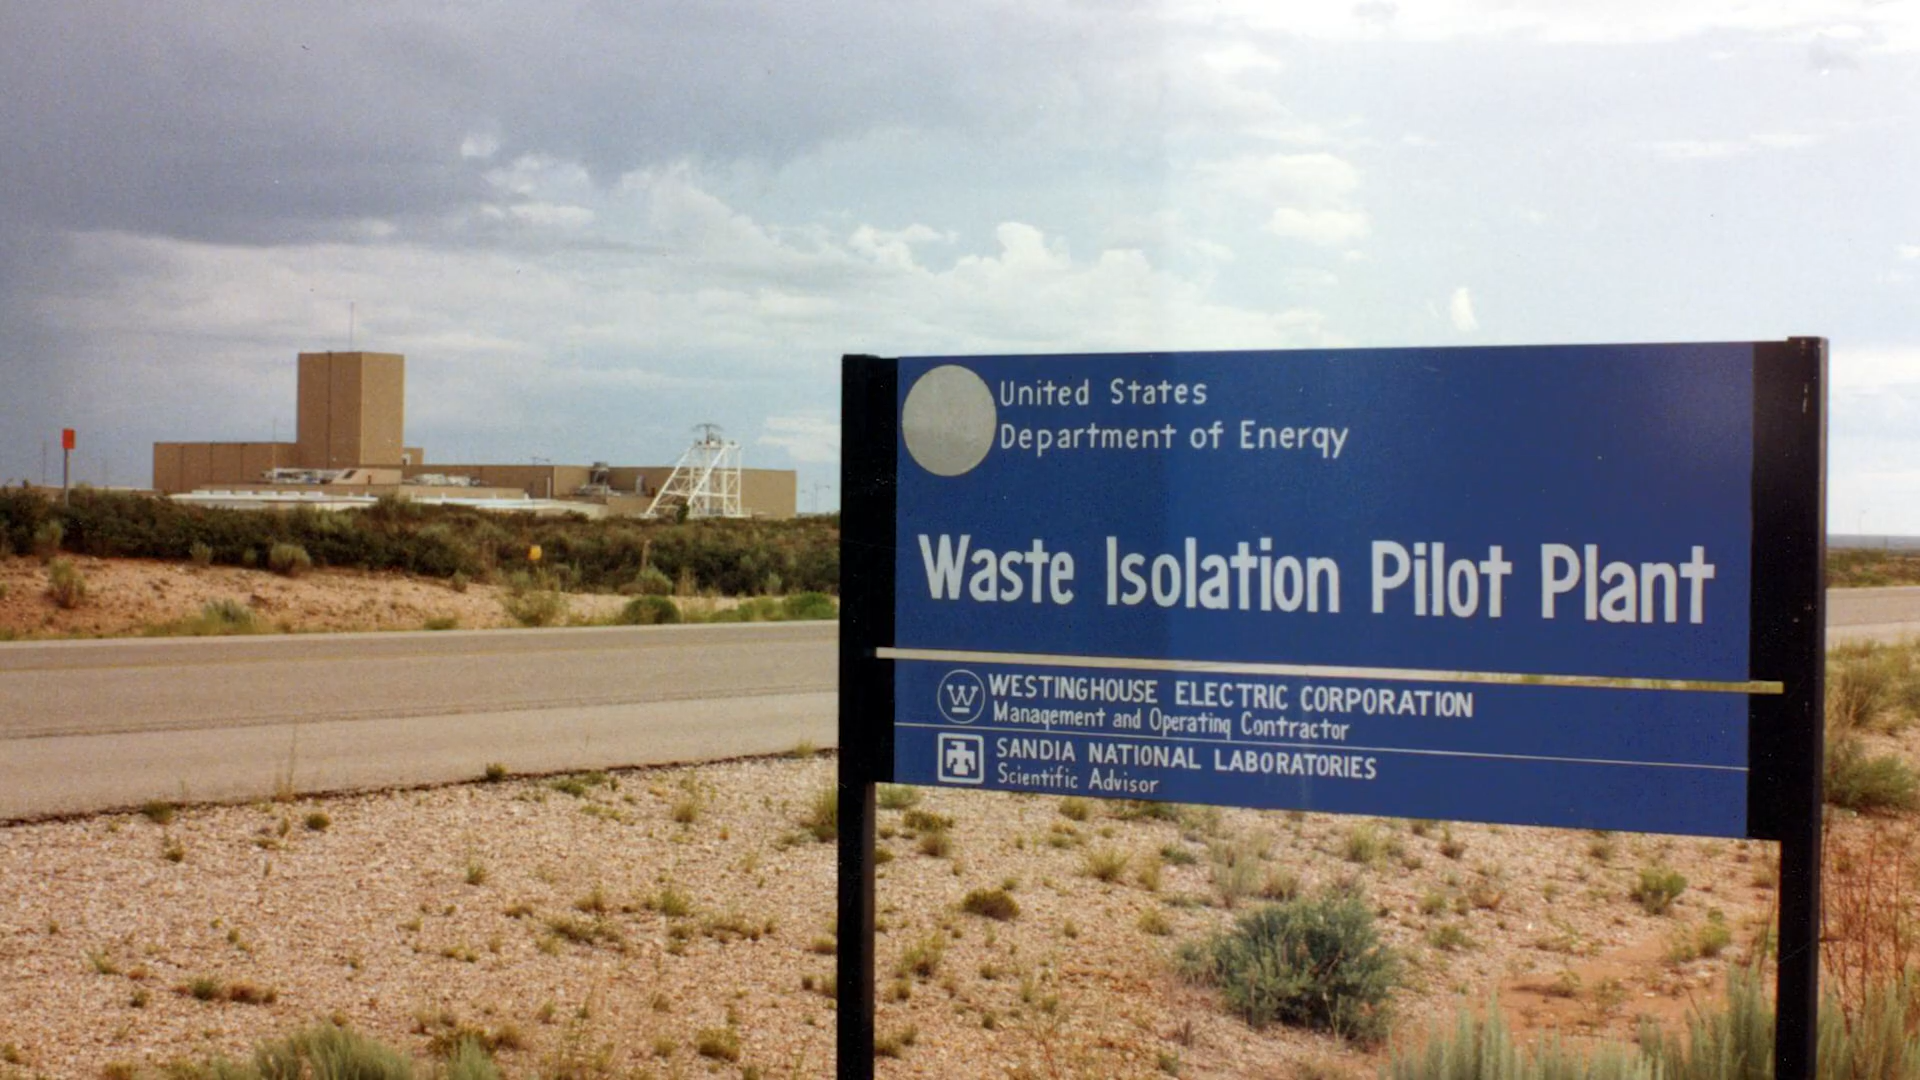 United States
Department of Energy
Waste Isolation Pilot Plant
W WESTINGHOUSE ELECTRIC CORPORATION
Management and Operating Contractor
SANDIA NATIONAL LABORATORIES
Scientific Advisor